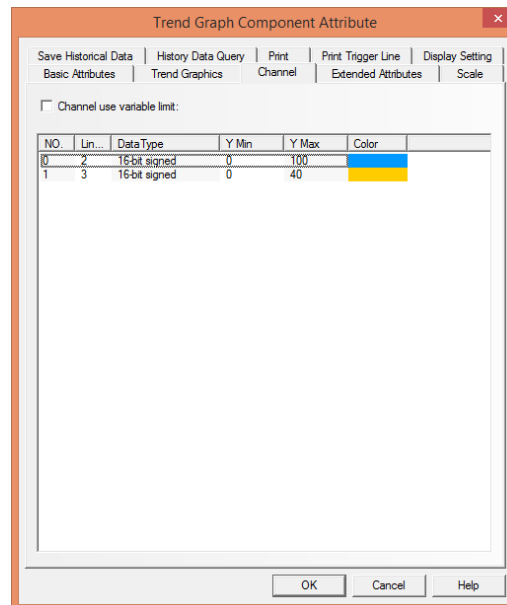 Trend Graph Component Attribute
×
Save Historical Data History Data Query Print Print Trigger Line Display Setting
Basic Attributes Trend Graphics Channel Extended Attributes Scale
Channel use variable limit:
NO. Lin... DataType Y Min Y Max Color
0 2 16-bit signed 0 100
1 3 16-bit signed 0 40
OK Cancel Help